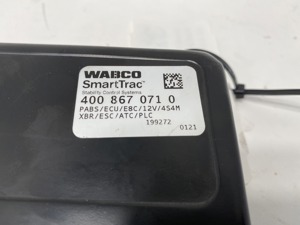 WABCO
SmartTrac™
Stability Control Systems
400 867 071 0
PABS/ECU/EBC/12V/4S4M
XBR/ESC/ATC/PLC
199272
0121